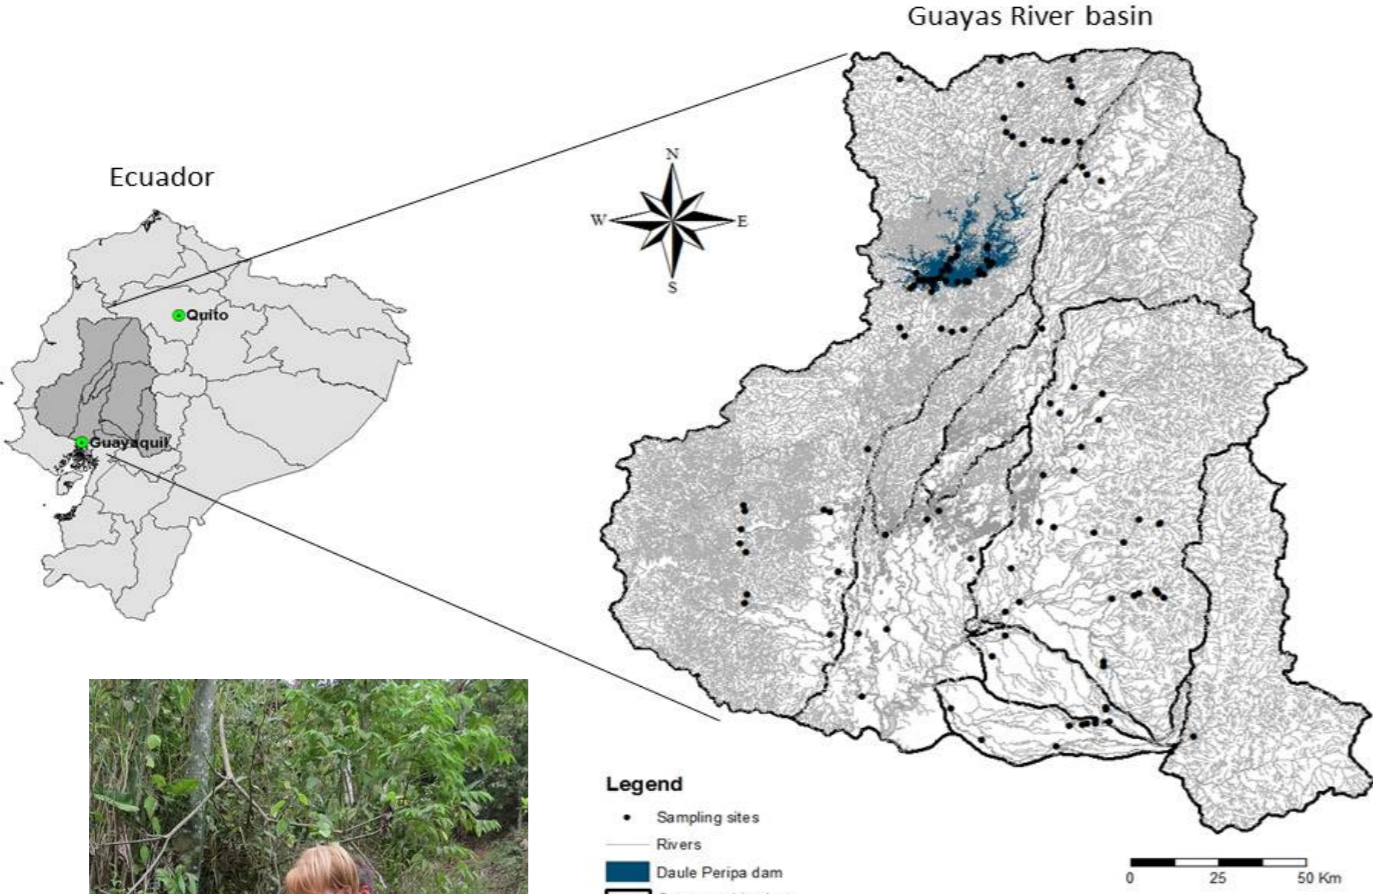 Guayas River basin
Ecuador
N
W
E
S
Quito
Guayaquil
Legend
Sampling sites
Rivers
Daule Peripa dam
0 25 50 Km